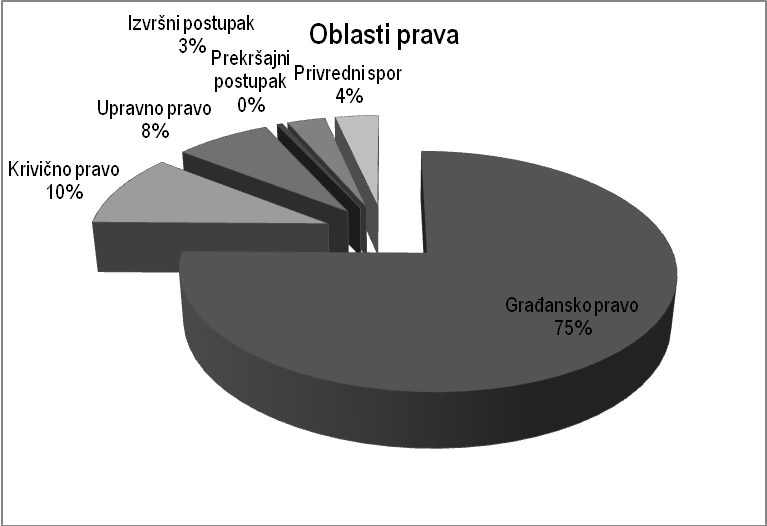 Oblasti prava
Izvršni postupak
3%
Prekršajni
postupak
0%
Privredni spor
4%
Upravno pravo
8%
Krivično pravo
10%
Građansko pravo
75%